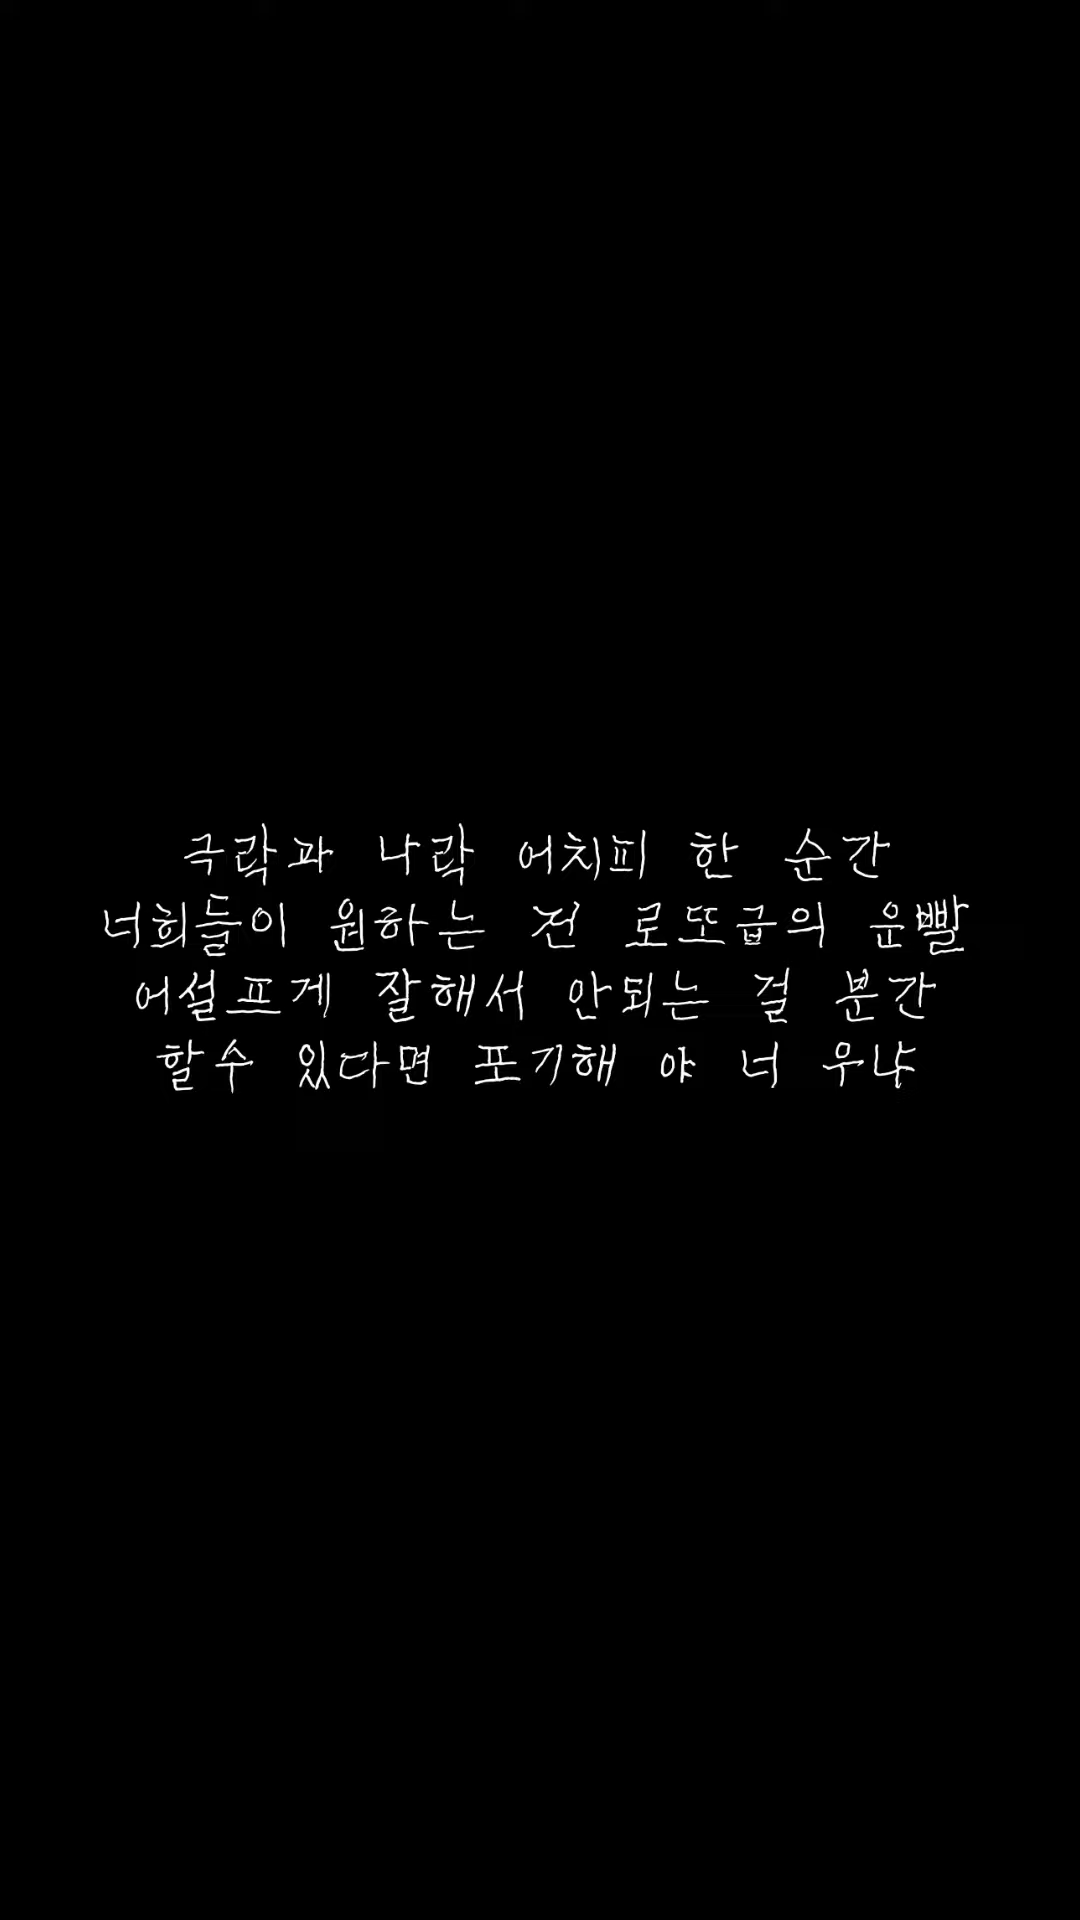 극락과 나락 어치피 한 순간
너희들이 원하는 건 로또급의 운빨
어설프게 잘해서 안되는 걸 분간
할수 있다면 포기해 야 너 우냐